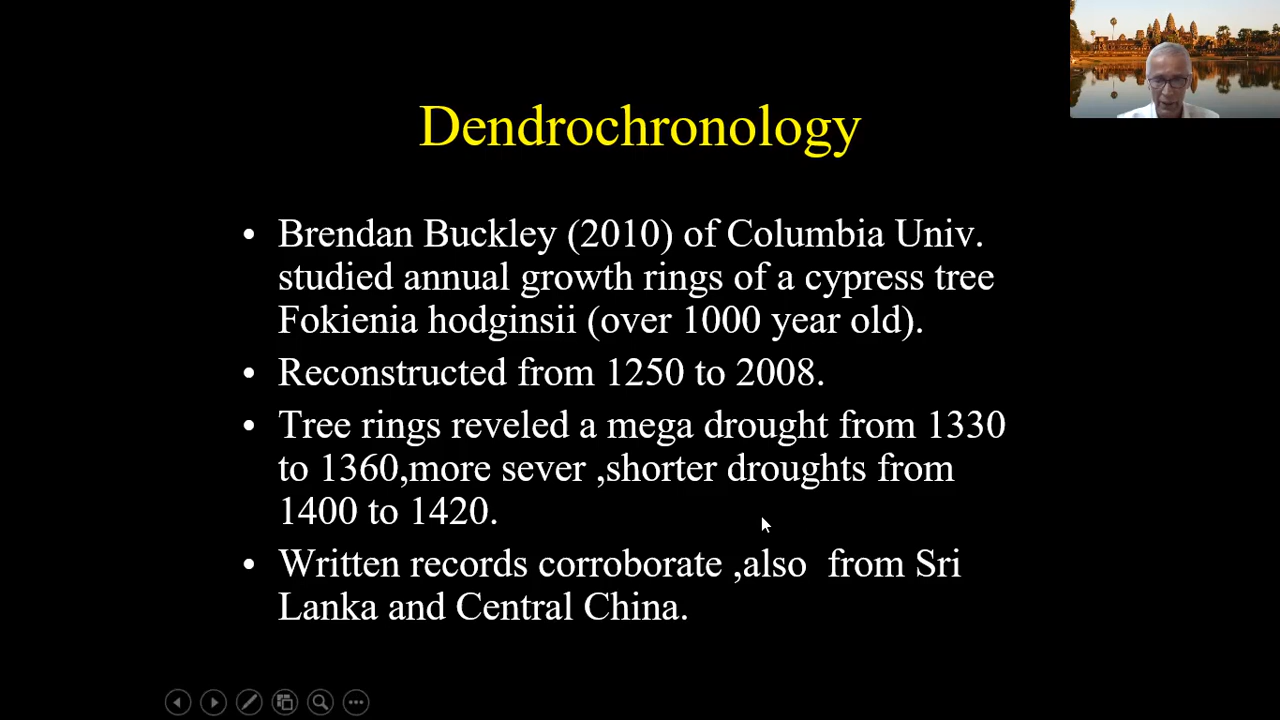 Dendrochronology
• Brendan Buckley (2010) of Columbia Univ.
studied annual growth rings of a cypress tree
Fokienia hodginsii (over 1000 year old).
• Reconstructed from 1250 to 2008.
• Tree rings reveled a mega drought from 1330
to 1360,more sever ,shorter droughts from
1400 to 1420.
• Written records corroborate ,also  from Sri
Lanka and Central China.